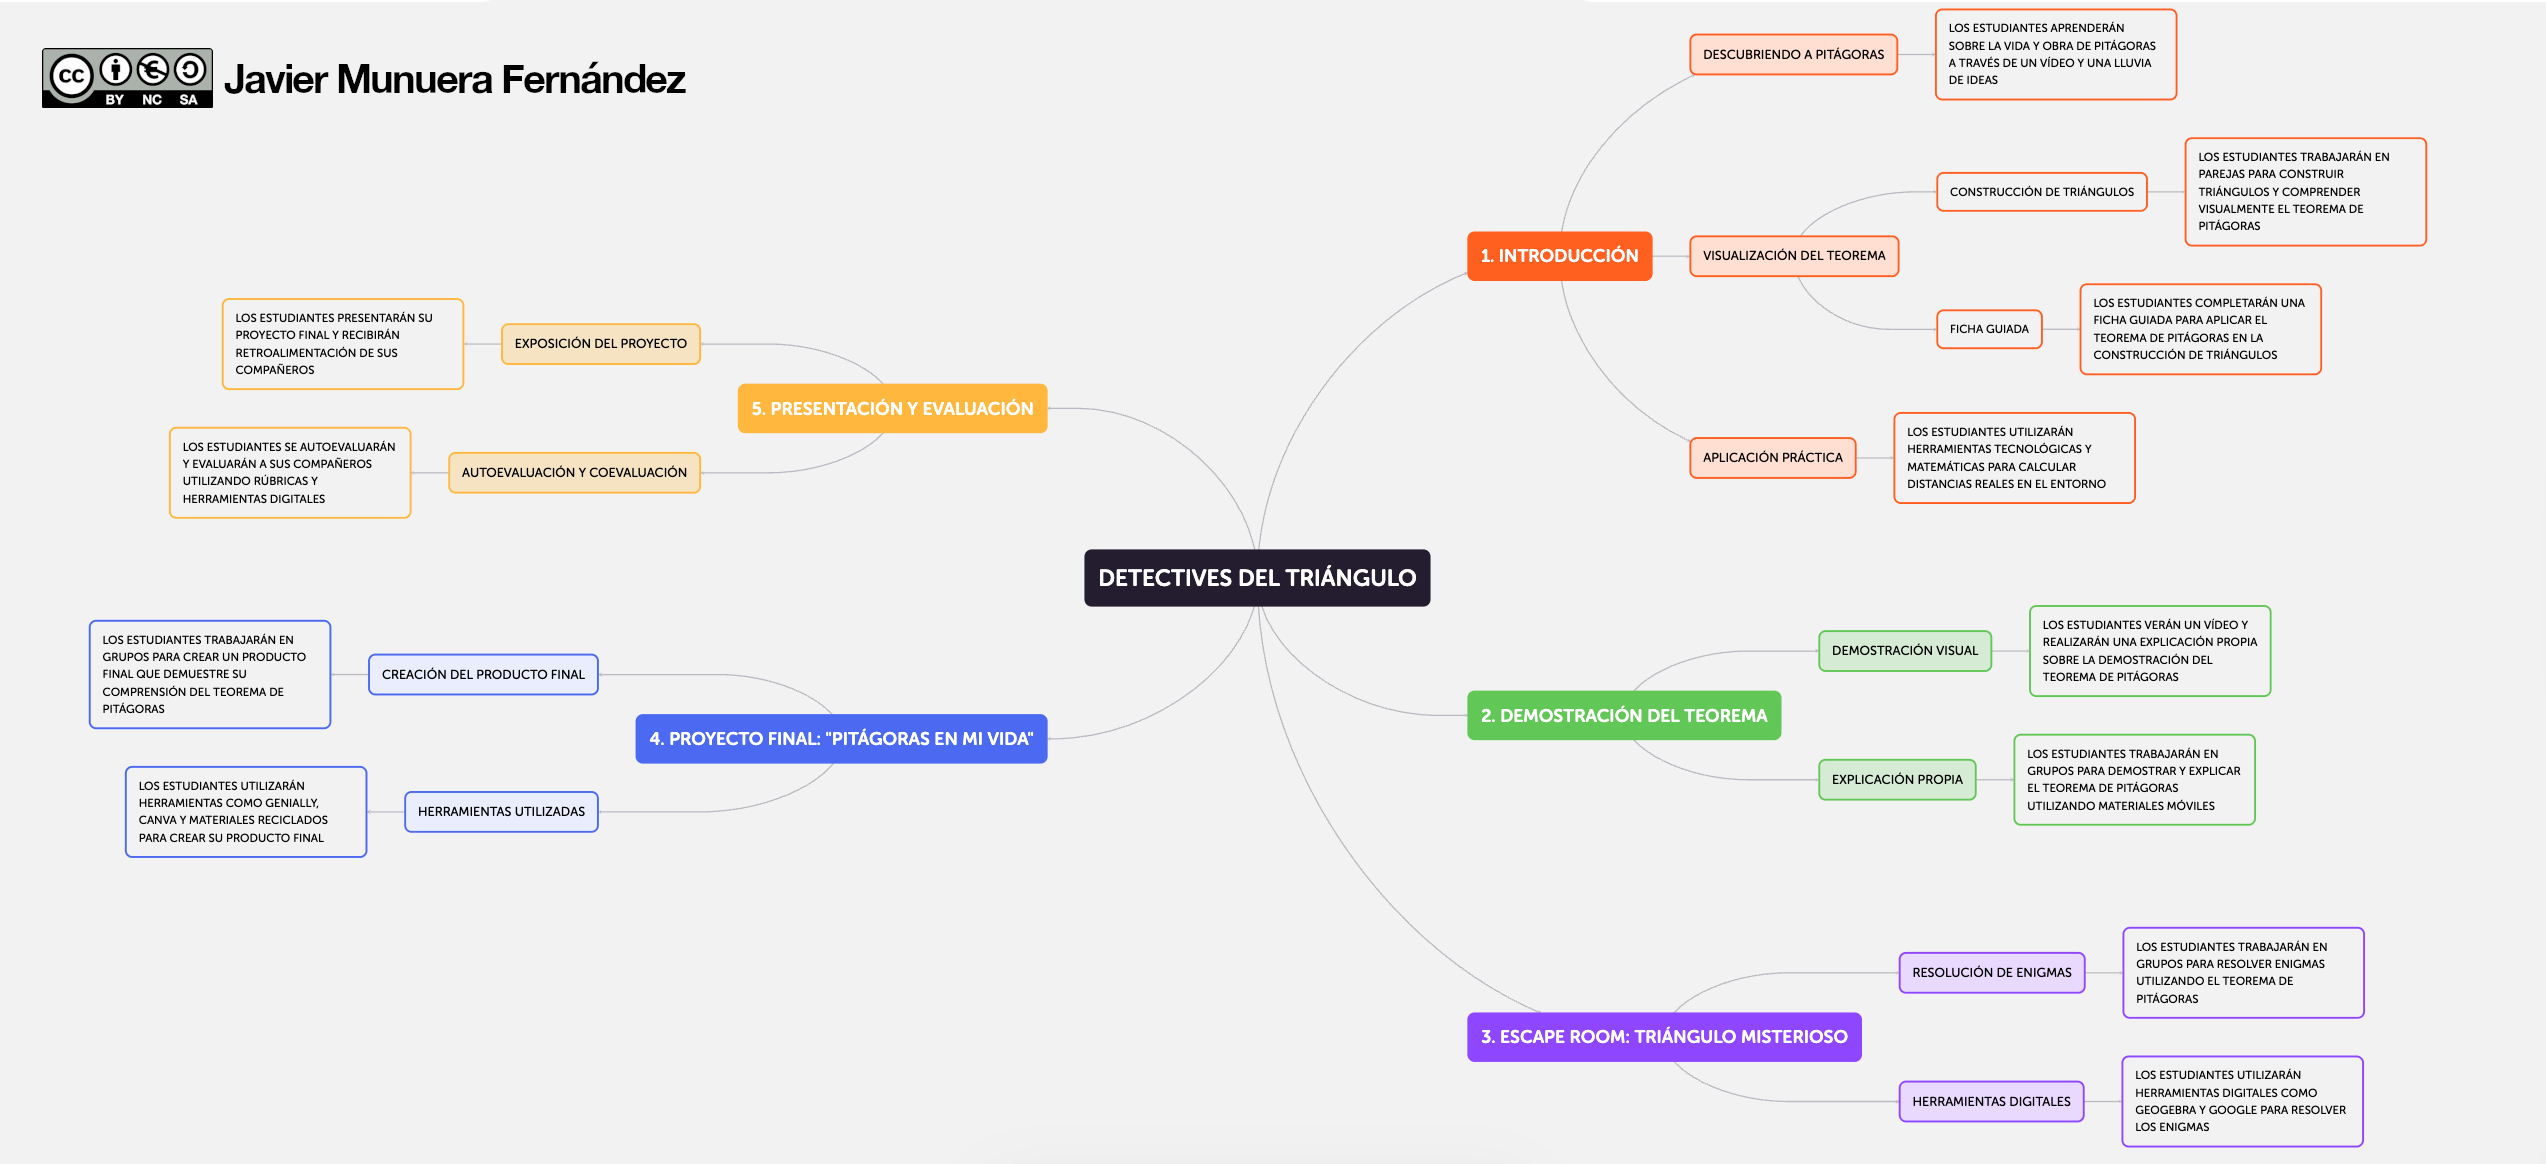 cc
BY NC SA
Javier Munuera Fernández
DETECTIVES DEL TRIÁNGULO
1. INTRODUCCIÓN
DESCUBRIENDO A PITÁGORAS
LOS ESTUDIANTES APRENDERÁN
SOBRE LA VIDA Y OBRA DE PITÁGORAS
A TRAVÉS DE UN VÍDEO Y UNA LLUVIA
DE IDEAS
VISUALIZACIÓN DEL TEOREMA
CONSTRUCCIÓN DE TRIÁNGULOS
LOS ESTUDIANTES TRABAJARÁN EN
PAREJAS PARA CONSTRUIR
TRIÁNGULOS Y COMPRENDER
VISUALMENTE EL TEOREMA DE
PITÁGORAS
FICHA GUIADA
LOS ESTUDIANTES COMPLETARÁN UNA
FICHA GUIADA PARA APLICAR EL
TEOREMA DE PITÁGORAS EN LA
CONSTRUCCIÓN DE TRIÁNGULOS
APLICACIÓN PRÁCTICA
LOS ESTUDIANTES UTILIZARÁN
HERRAMIENTAS TECNOLÓGICAS Y
MATEMÁTICAS PARA CALCULAR
DISTANCIAS REALES EN EL ENTORNO
2. DEMOSTRACIÓN DEL TEOREMA
DEMOSTRACIÓN VISUAL
LOS ESTUDIANTES VERÁN UN VÍDEO Y
REALIZARÁN UNA EXPLICACIÓN PROPIA
SOBRE LA DEMOSTRACIÓN DEL
TEOREMA DE PITÁGORAS
EXPLICACIÓN PROPIA
LOS ESTUDIANTES TRABAJARÁN EN
GRUPOS PARA DEMOSTRAR Y EXPLICAR
EL TEOREMA DE PITÁGORAS
UTILIZANDO MATERIALES MÓVILES
3. ESCAPE ROOM: TRIÁNGULO MISTERIOSO
RESOLUCIÓN DE ENIGMAS
LOS ESTUDIANTES TRABAJARÁN EN
GRUPOS PARA RESOLVER ENIGMAS
UTILIZANDO EL TEOREMA DE
PITÁGORAS
HERRAMIENTAS DIGITALES
LOS ESTUDIANTES UTILIZARÁN
HERRAMIENTAS DIGITALES COMO
GEOGEBRA Y GOOGLE PARA RESOLVER
LOS ENIGMAS
4. PROYECTO FINAL: "PITÁGORAS EN MI VIDA"
CREACIÓN DEL PRODUCTO FINAL
LOS ESTUDIANTES TRABAJARÁN EN
GRUPOS PARA CREAR UN PRODUCTO
FINAL QUE DEMUESTRE SU
COMPRENSIÓN DEL TEOREMA DE
PITÁGORAS
HERRAMIENTAS UTILIZADAS
LOS ESTUDIANTES UTILIZARÁN
HERRAMIENTAS COMO GENIALLY,
CANVA Y MATERIALES RECICLADOS
PARA CREAR SU PRODUCTO FINAL
5. PRESENTACIÓN Y EVALUACIÓN
EXPOSICIÓN DEL PROYECTO
LOS ESTUDIANTES PRESENTARÁN SU
PROYECTO FINAL Y RECIBIRÁN
RETROALIMENTACIÓN DE SUS
COMPAÑEROS
AUTOEVALUACIÓN Y COEVALUACIÓN
LOS ESTUDIANTES SE AUTOEVALUARÁN
Y EVALUARÁN A SUS COMPAÑEROS
UTILIZANDO RÚBRICAS Y
HERRAMIENTAS DIGITALES